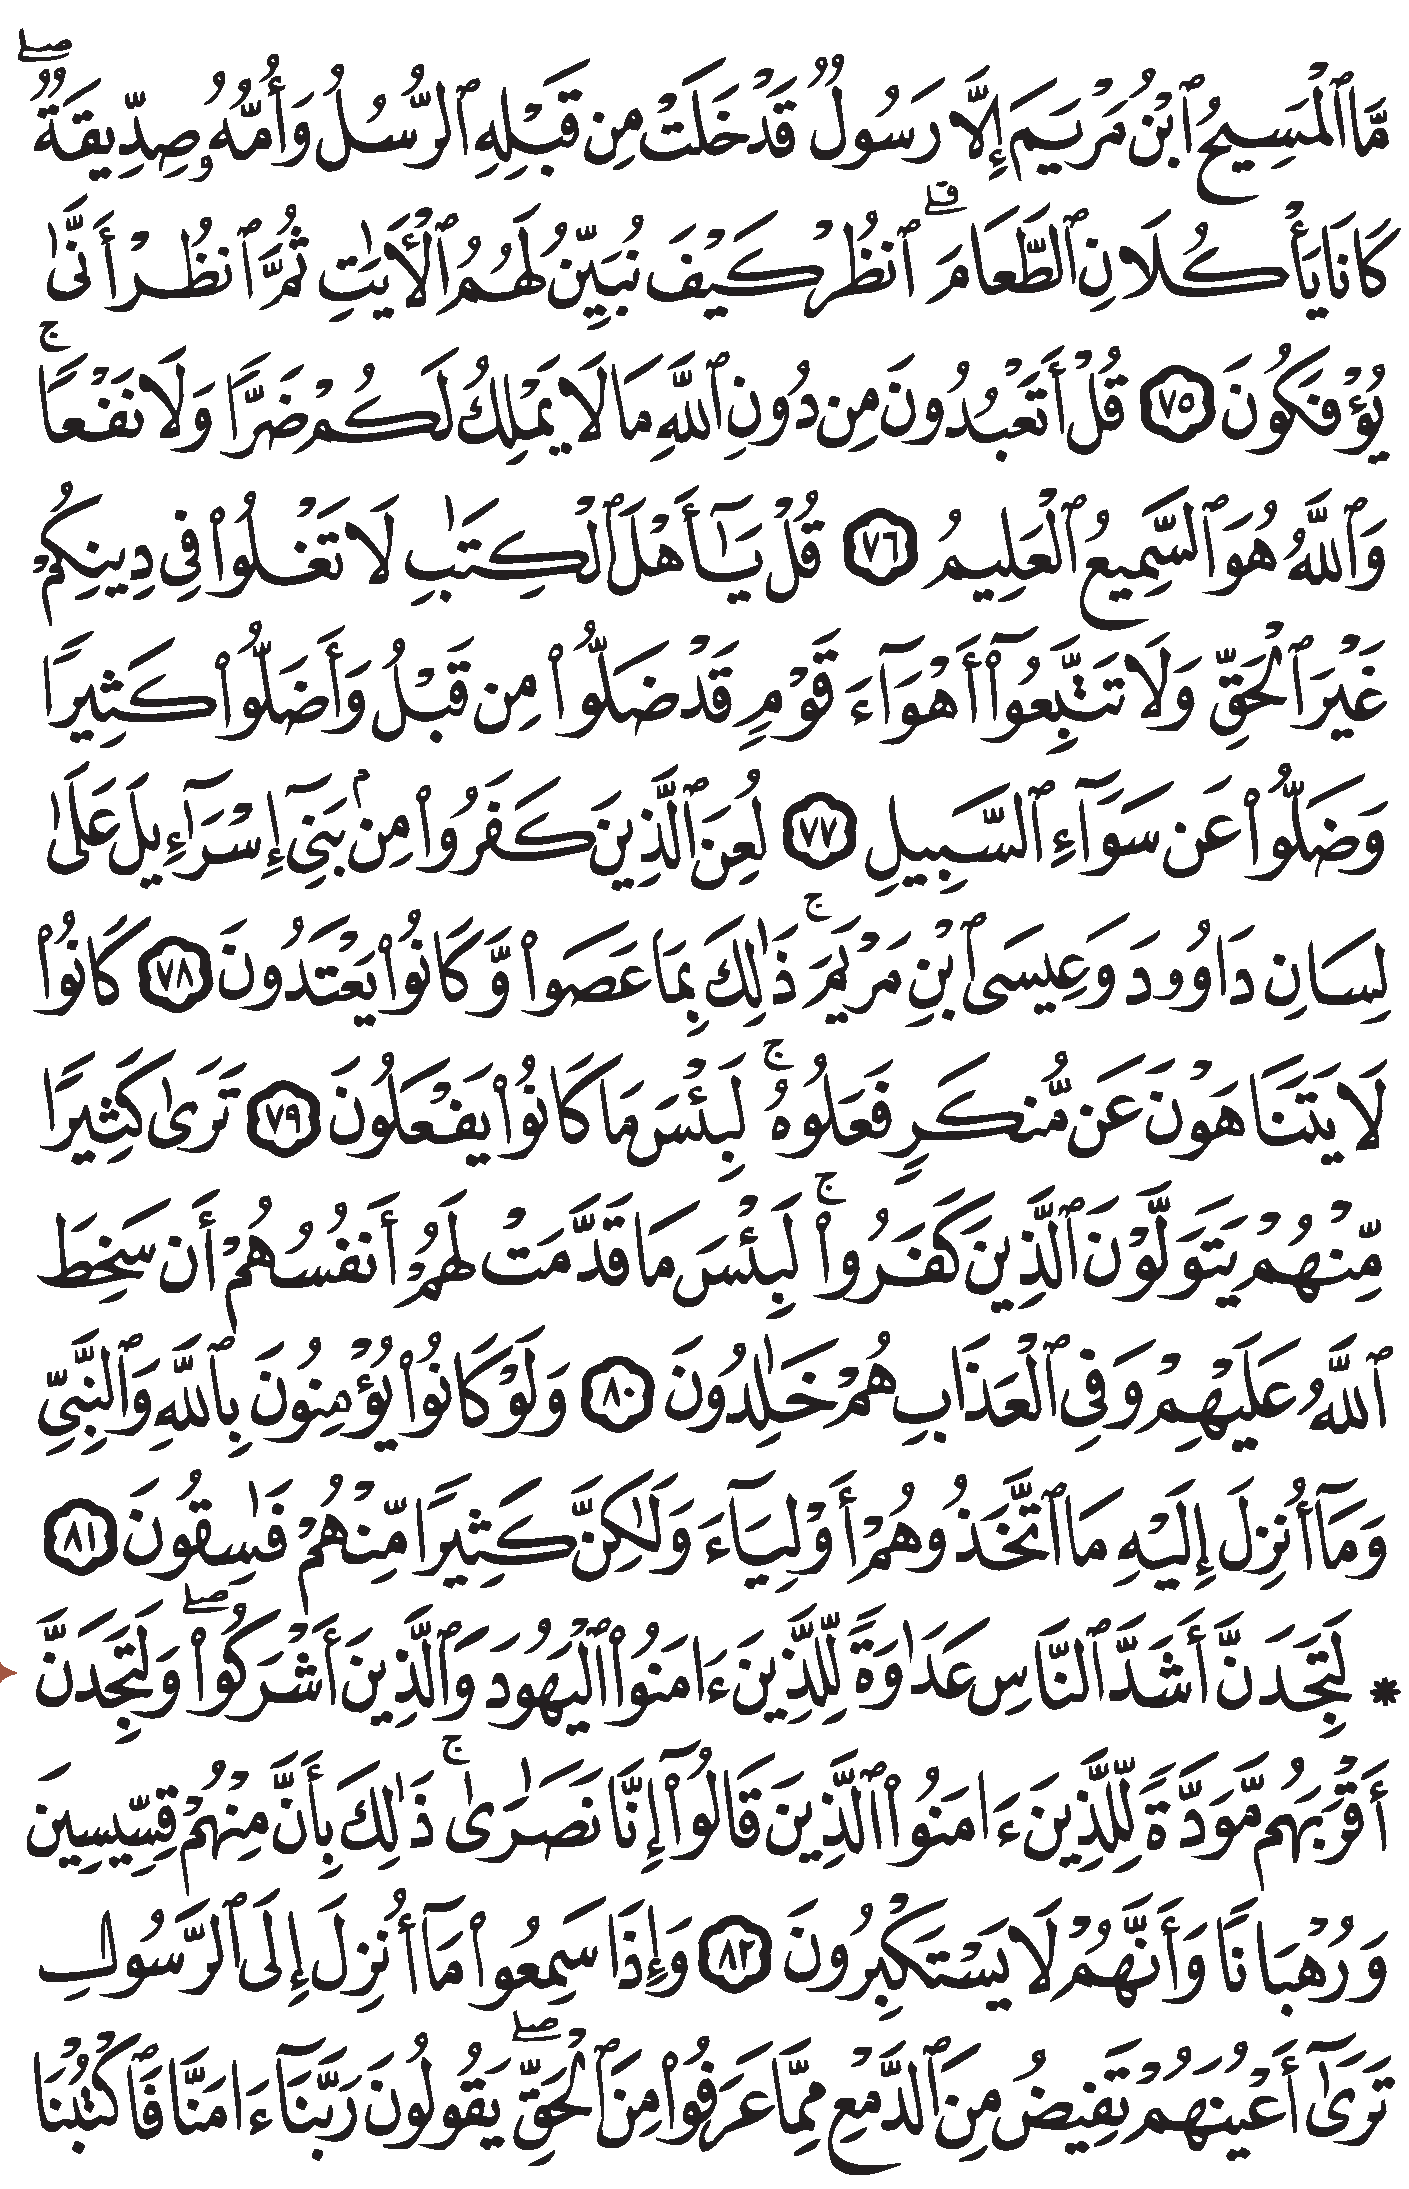 مَّا ٱلْمَسِيحُ ٱبْنُ مَرْيَمَ إِلَّا رَسُولٌ قَدْ خَلَتْ مِن قَبْلِهِ ٱلرُّسُلُ وَأُمُّهُۥ صِدِّيقَةٌۖ
كَانَا يَأْكُلَانِ ٱلطَّعَامَۗ ٱنظُرْ كَيْفَ نُبَيِّنُ لَهُمُ ٱلْأَيَٰتِ ثُمَّ ٱنظُرْ أَنَّىٰ
يُؤْفَكُونَ ٧٥ قُلْ أَتَعْبُدُونَ مِن دُونِ ٱللَّهِ مَا لَا يَمْلِكُ لَكُمْ ضَرًّا وَلَا نَفْعًاۚ
وَٱللَّهُ هُوَ ٱلسَّمِيعُ ٱلْعَلِيمُ ٧٦ قُلْ يَٰٓأَهْلَ ٱلْكِتَٰبِ لَا تَغْلُوا۟ فِى دِينِكُمْ
غَيْرَ ٱلْحَقِّ وَلَا تَتَّبِعُوٓا۟ أَهْوَآءَ قَوْمٍ قَدْ ضَلُّوا۟ مِن قَبْلُ وَأَضَلُّوا۟ كَثِيرًا
وَضَلُّوا۟ عَن سَوَآءِ ٱلسَّبِيلِ ٧٧ لُعِنَ ٱلَّذِينَ كَفَرُوا۟ مِنۢ بَنِىٓ إِسْرَٰٓءِيلَ عَلَىٰ
لِسَانِ دَاوُۥدَ وَعِيسَى ٱبْنِ مَرْيَمَۚ ذَٰلِكَ بِمَا عَصَوا۟ وَّكَانُوا۟ يَعْتَدُونَ ٧٨ كَانُوا۟
لَا يَتَنَاهَوْنَ عَن مُّنكَرٍ فَعَلُوهُۚ لَبِئْسَ مَا كَانُوا۟ يَفْعَلُونَ ٧٩ تَرَىٰ كَثِيرًا
مِّنْهُمْ يَتَوَلَّوْنَ ٱلَّذِينَ كَفَرُوا۟ۚ لَبِئْسَ مَا قَدَّمَتْ لَهُمْ أَنفُسُهُمْ أَن سَخِطَ
ٱللَّهُ عَلَيْهِمْ وَفِى ٱلْعَذَابِ هُمْ خَٰلِدُونَ ٨٠ وَلَوْ كَانُوا۟ يُؤْمِنُونَ بِٱللَّهِ وَٱلنَّبِىِّ
وَمَآ أُنزِلَ إِلَيْهِ مَا ٱتَّخَذُوهُمْ أَوْلِيَآءَ وَلَٰكِنَّ كَثِيرًا مِّنْهُمْ فَٰسِقُونَ ٨١
* لَتَجِدَنَّ أَشَدَّ ٱلنَّاسِ عَدَٰوَةً لِّلَّذِينَ ءَامَنُوا۟ ٱلْيَهُودَ وَٱلَّذِينَ أَشْرَكُوا۟ۖ وَلَتَجِدَنَّ
أَقْرَبَهُم مَّوَدَّةً لِّلَّذِينَ ءَامَنُوا۟ ٱلَّذِينَ قَالُوٓا۟ إِنَّا نَصَٰرَىٰۚ ذَٰلِكَ بِأَنَّ مِنْهُمْ قِسِّيسِينَ
وَرُهْبَانًا وَأَنَّهُمْ لَا يَسْتَكْبِرُونَ ٨٢ وَإِذَا سَمِعُوا۟ مَآ أُنزِلَ إِلَى ٱلرَّسُولِ
تَرَىٰٓ أَعْيُنَهُمْ تَفِيضُ مِنَ ٱلدَّمْعِ مِمَّا عَرَفُوا۟ مِنَ ٱلْحَقِّۖ يَقُولُونَ رَبَّنَآ ءَامَنَّا فَٱكْتُبْنَا